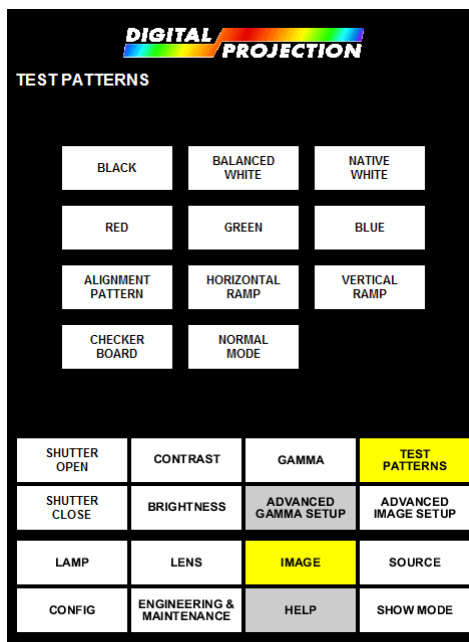 DIGITAL
PROJECTION
TEST PATTERNS
BLACK
BALANCED
WHITE
NATIVE
WHITE
RED
GREEN
BLUE
ALIGNMENT
PATTERN
HORIZONTAL
RAMP
VERTICAL
RAMP
CHECKER
BOARD
NORMAL
MODE
SHUTTER
OPEN
CONTRAST
GAMMA
TEST
PATTERNS
SHUTTER
CLOSE
BRIGHTNESS
ADVANCED
GAMMA SETUP
ADVANCED
IMAGE SETUP
LAMP
LENS
IMAGE
SOURCE
CONFIG
ENGINEERING &
MAINTENANCE
HELP
SHOW MODE